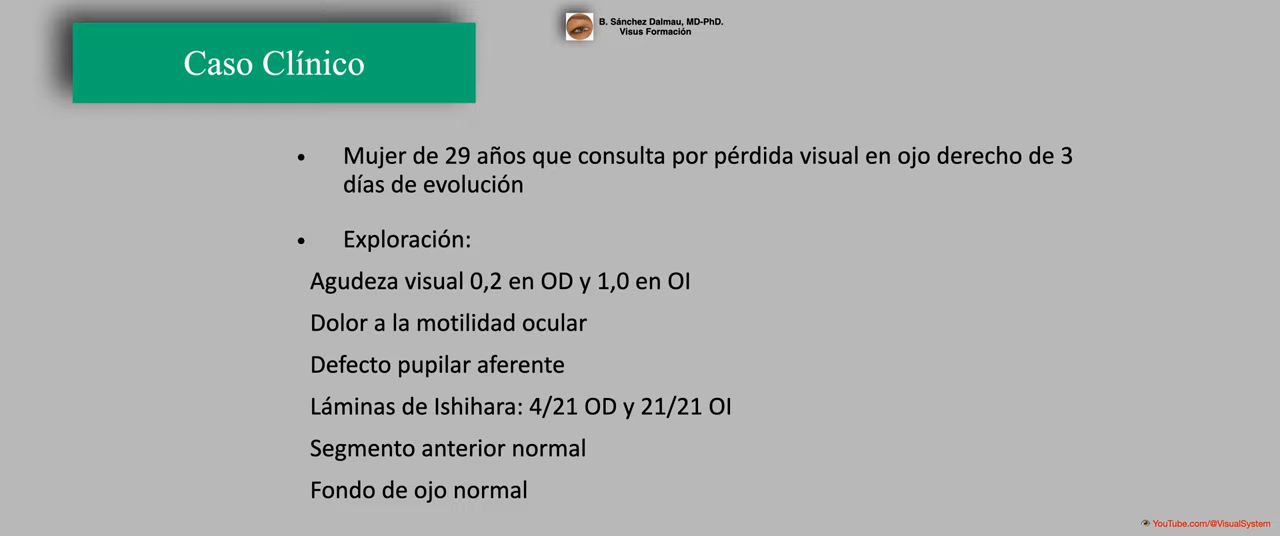 B. Sánchez Dalmau, MD-PhD.
Visus Formación
Caso Clínico
• Mujer de 29 años que consulta por pérdida visual en ojo derecho de 3
días de evolución
• Exploración:
Agudeza visual 0,2 en OD y 1,0 en OI
Dolor a la motilidad ocular
Defecto pupilar aferente
Láminas de Ishihara: 4/21 OD y 21/21 OI
Segmento anterior normal
Fondo de ojo normal
YouTube.com/@VisualSystem